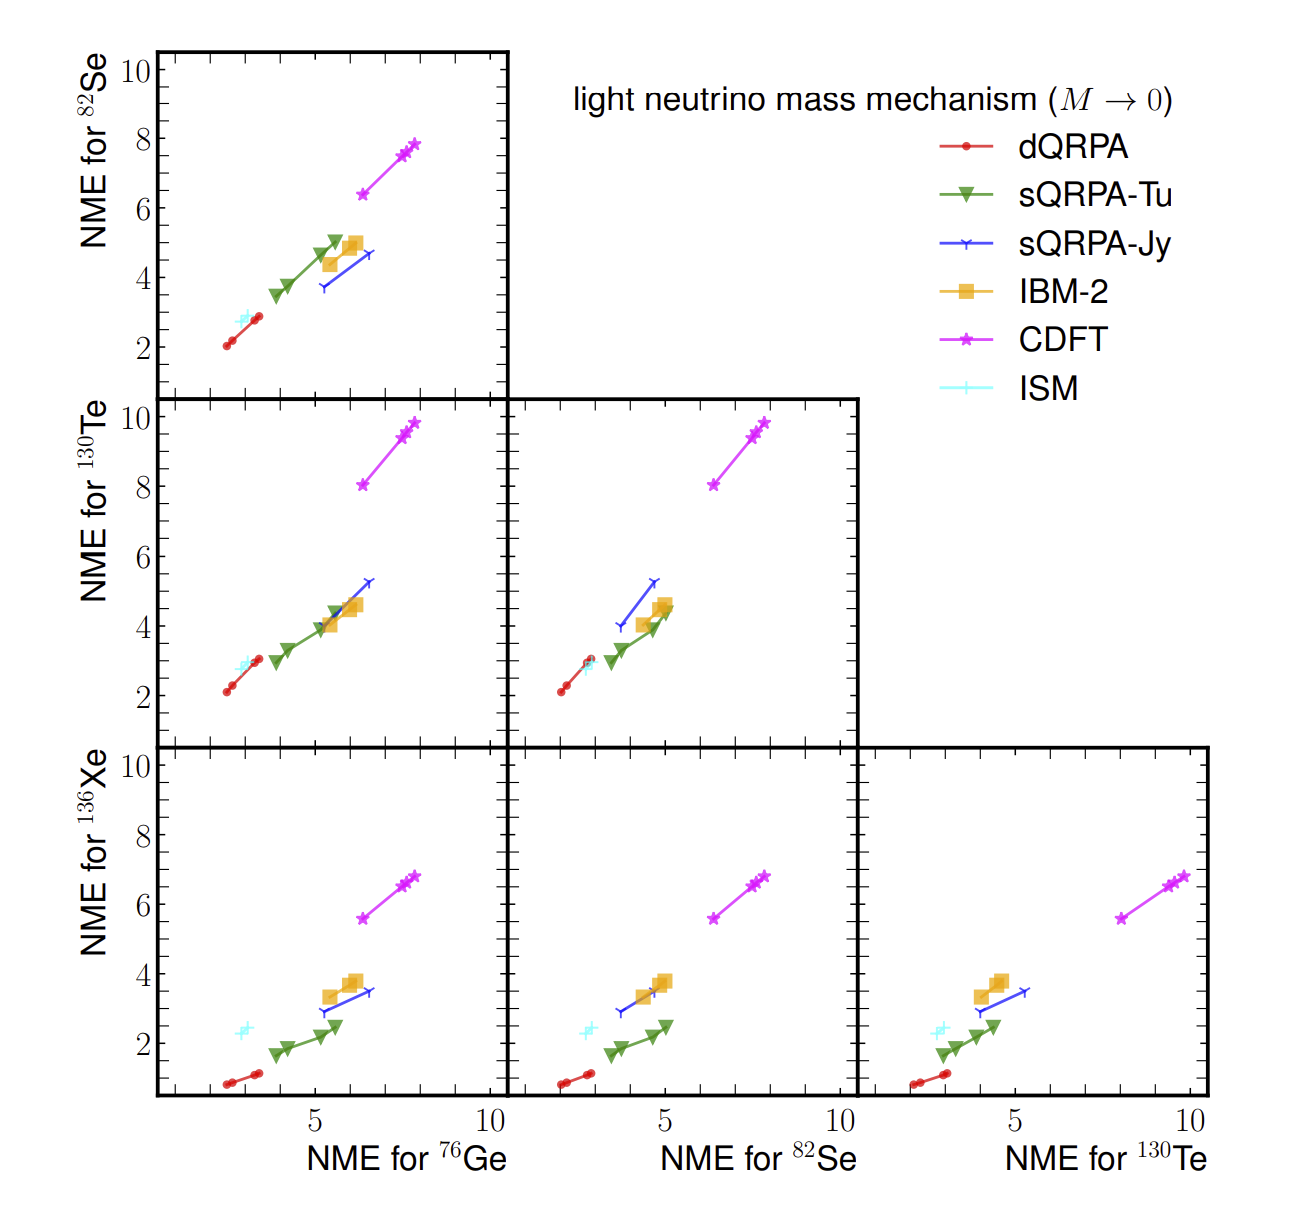 light neutrino mass mechanism (M → 0)
dQRPA
sQRPA-Tu
sQRPA-Jy
IBM-2
CDFT
ISM
NME for ⁸²Se
10
8
6
4
2
NME for ¹³⁰Te
10
8
6
4
2
NME for ¹³⁶Xe
10
8
6
4
2
5 10
5 10
5 10
NME for ⁷⁶Ge
NME for ⁸²Se
NME for ¹³⁰Te